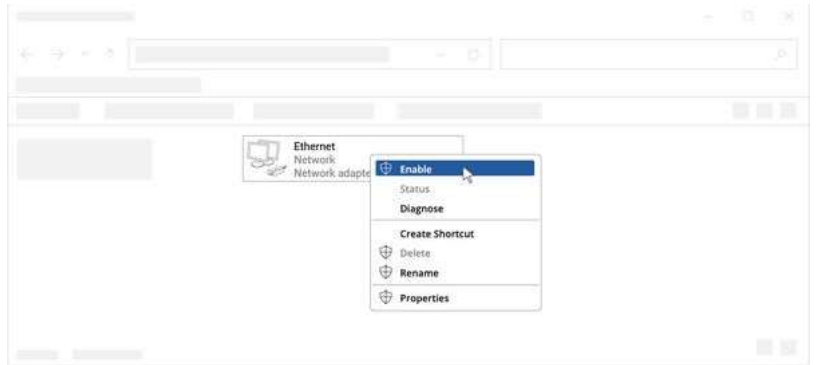 Ethernet
Network
Network adapte
Enable
Status
Diagnose
Create Shortcut
Delete
Rename
Properties